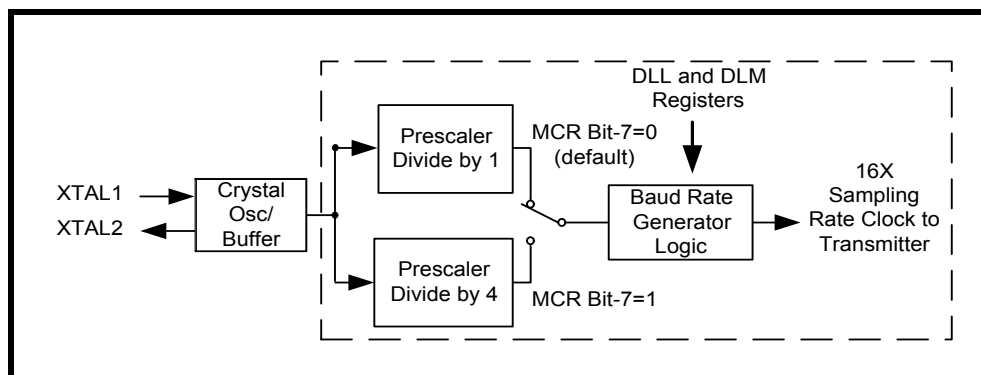 DLL and DLM
Registers
Prescaler
Divide by 1
MCR Bit-7=0
(default)
16X
Sampling
Rate Clock to
Transmitter
XTAL1
XTAL2
Crystal
Osc/
Buffer
Baud Rate
Generator
Logic
Prescaler
Divide by 4
MCR Bit-7=1